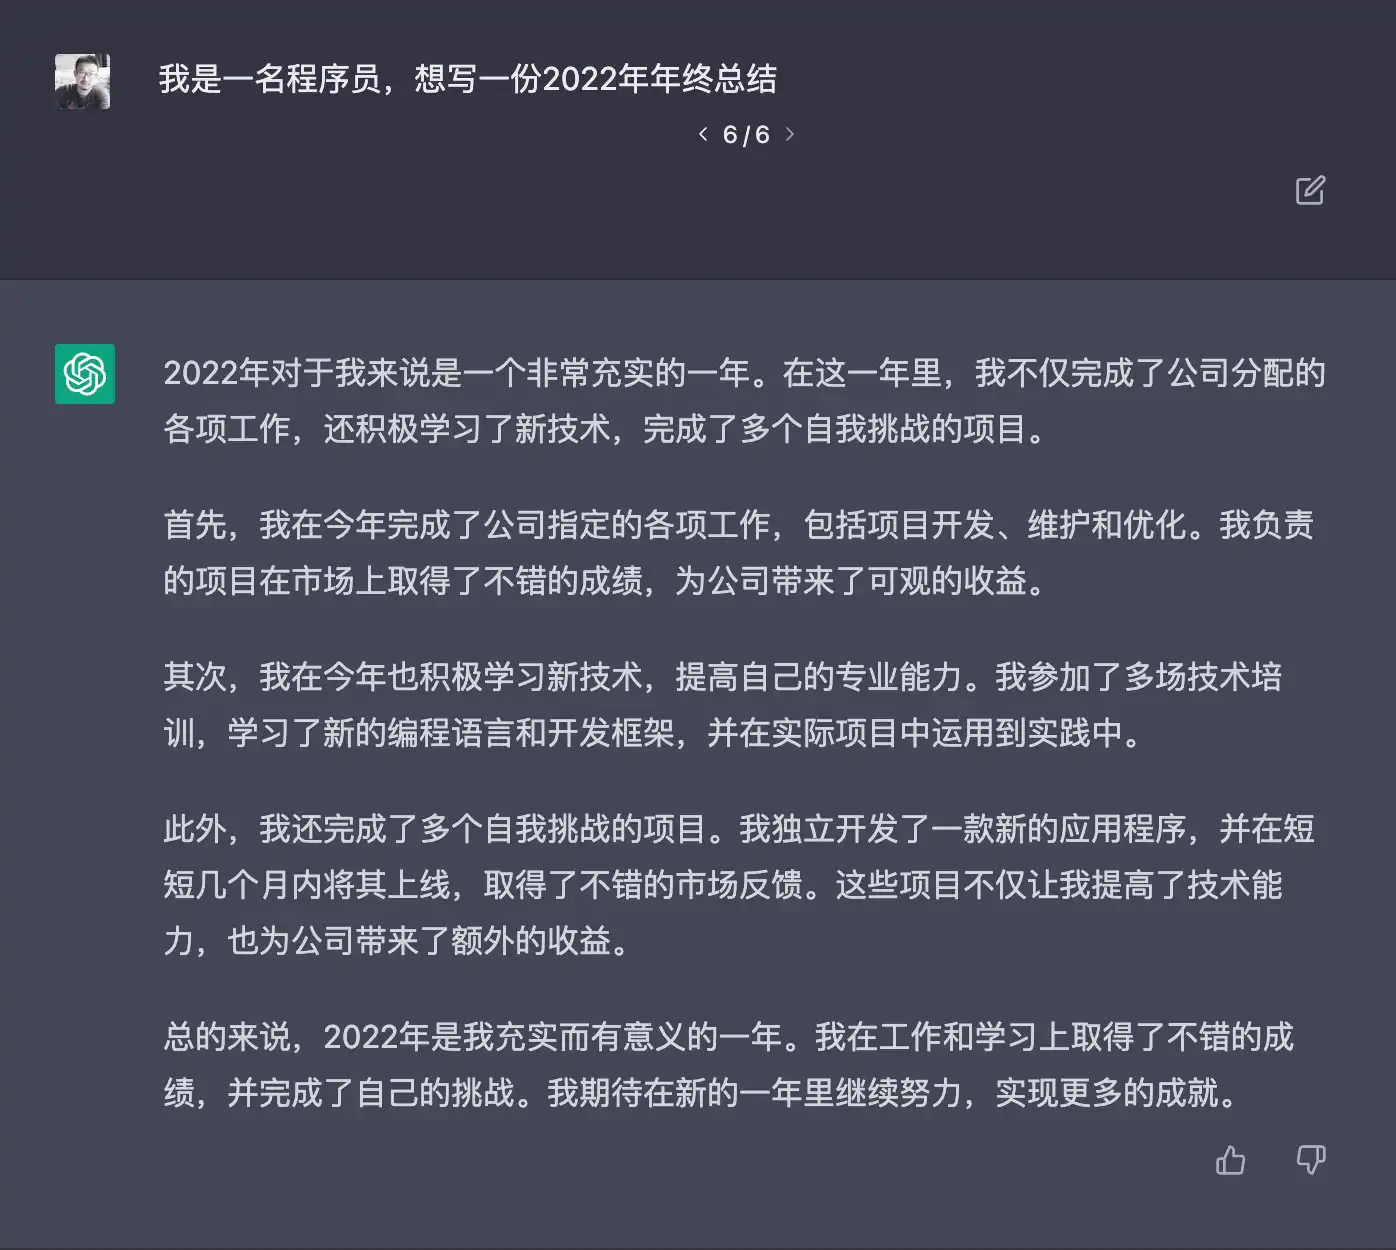 我是一名程序员，想写一份2022年年终总结
< 6/6 >
2022年对于我来说是一个非常充实的一年。在这一年里，我不仅完成了公司分配的
各项工作，还积极学习了新技术，完成了多个自我挑战的项目。
首先，我在今年完成了公司指定的各项工作，包括项目开发、维护和优化。我负责
的项目在市场上取得了不错的成绩，为公司带来了可观的收益。
其次，我在今年也积极学习新技术，提高自己的专业能力。我参加了多场技术培
训，学习了新的编程语言和开发框架，并在实际项目中运用到实践中。
此外，我还完成了多个自我挑战的项目。我独立开发了一款新的应用程序，并在短
短几个月内将其上线，取得了不错的市场反馈。这些项目不仅让我提高了技术能
力，也为公司带来了额外的收益。
总的来说，2022年是我充实而有意义的一年。我在工作和学习上取得了不错的成
绩，并完成了自己的挑战。我期待在新的一年里继续努力，实现更多的成就。